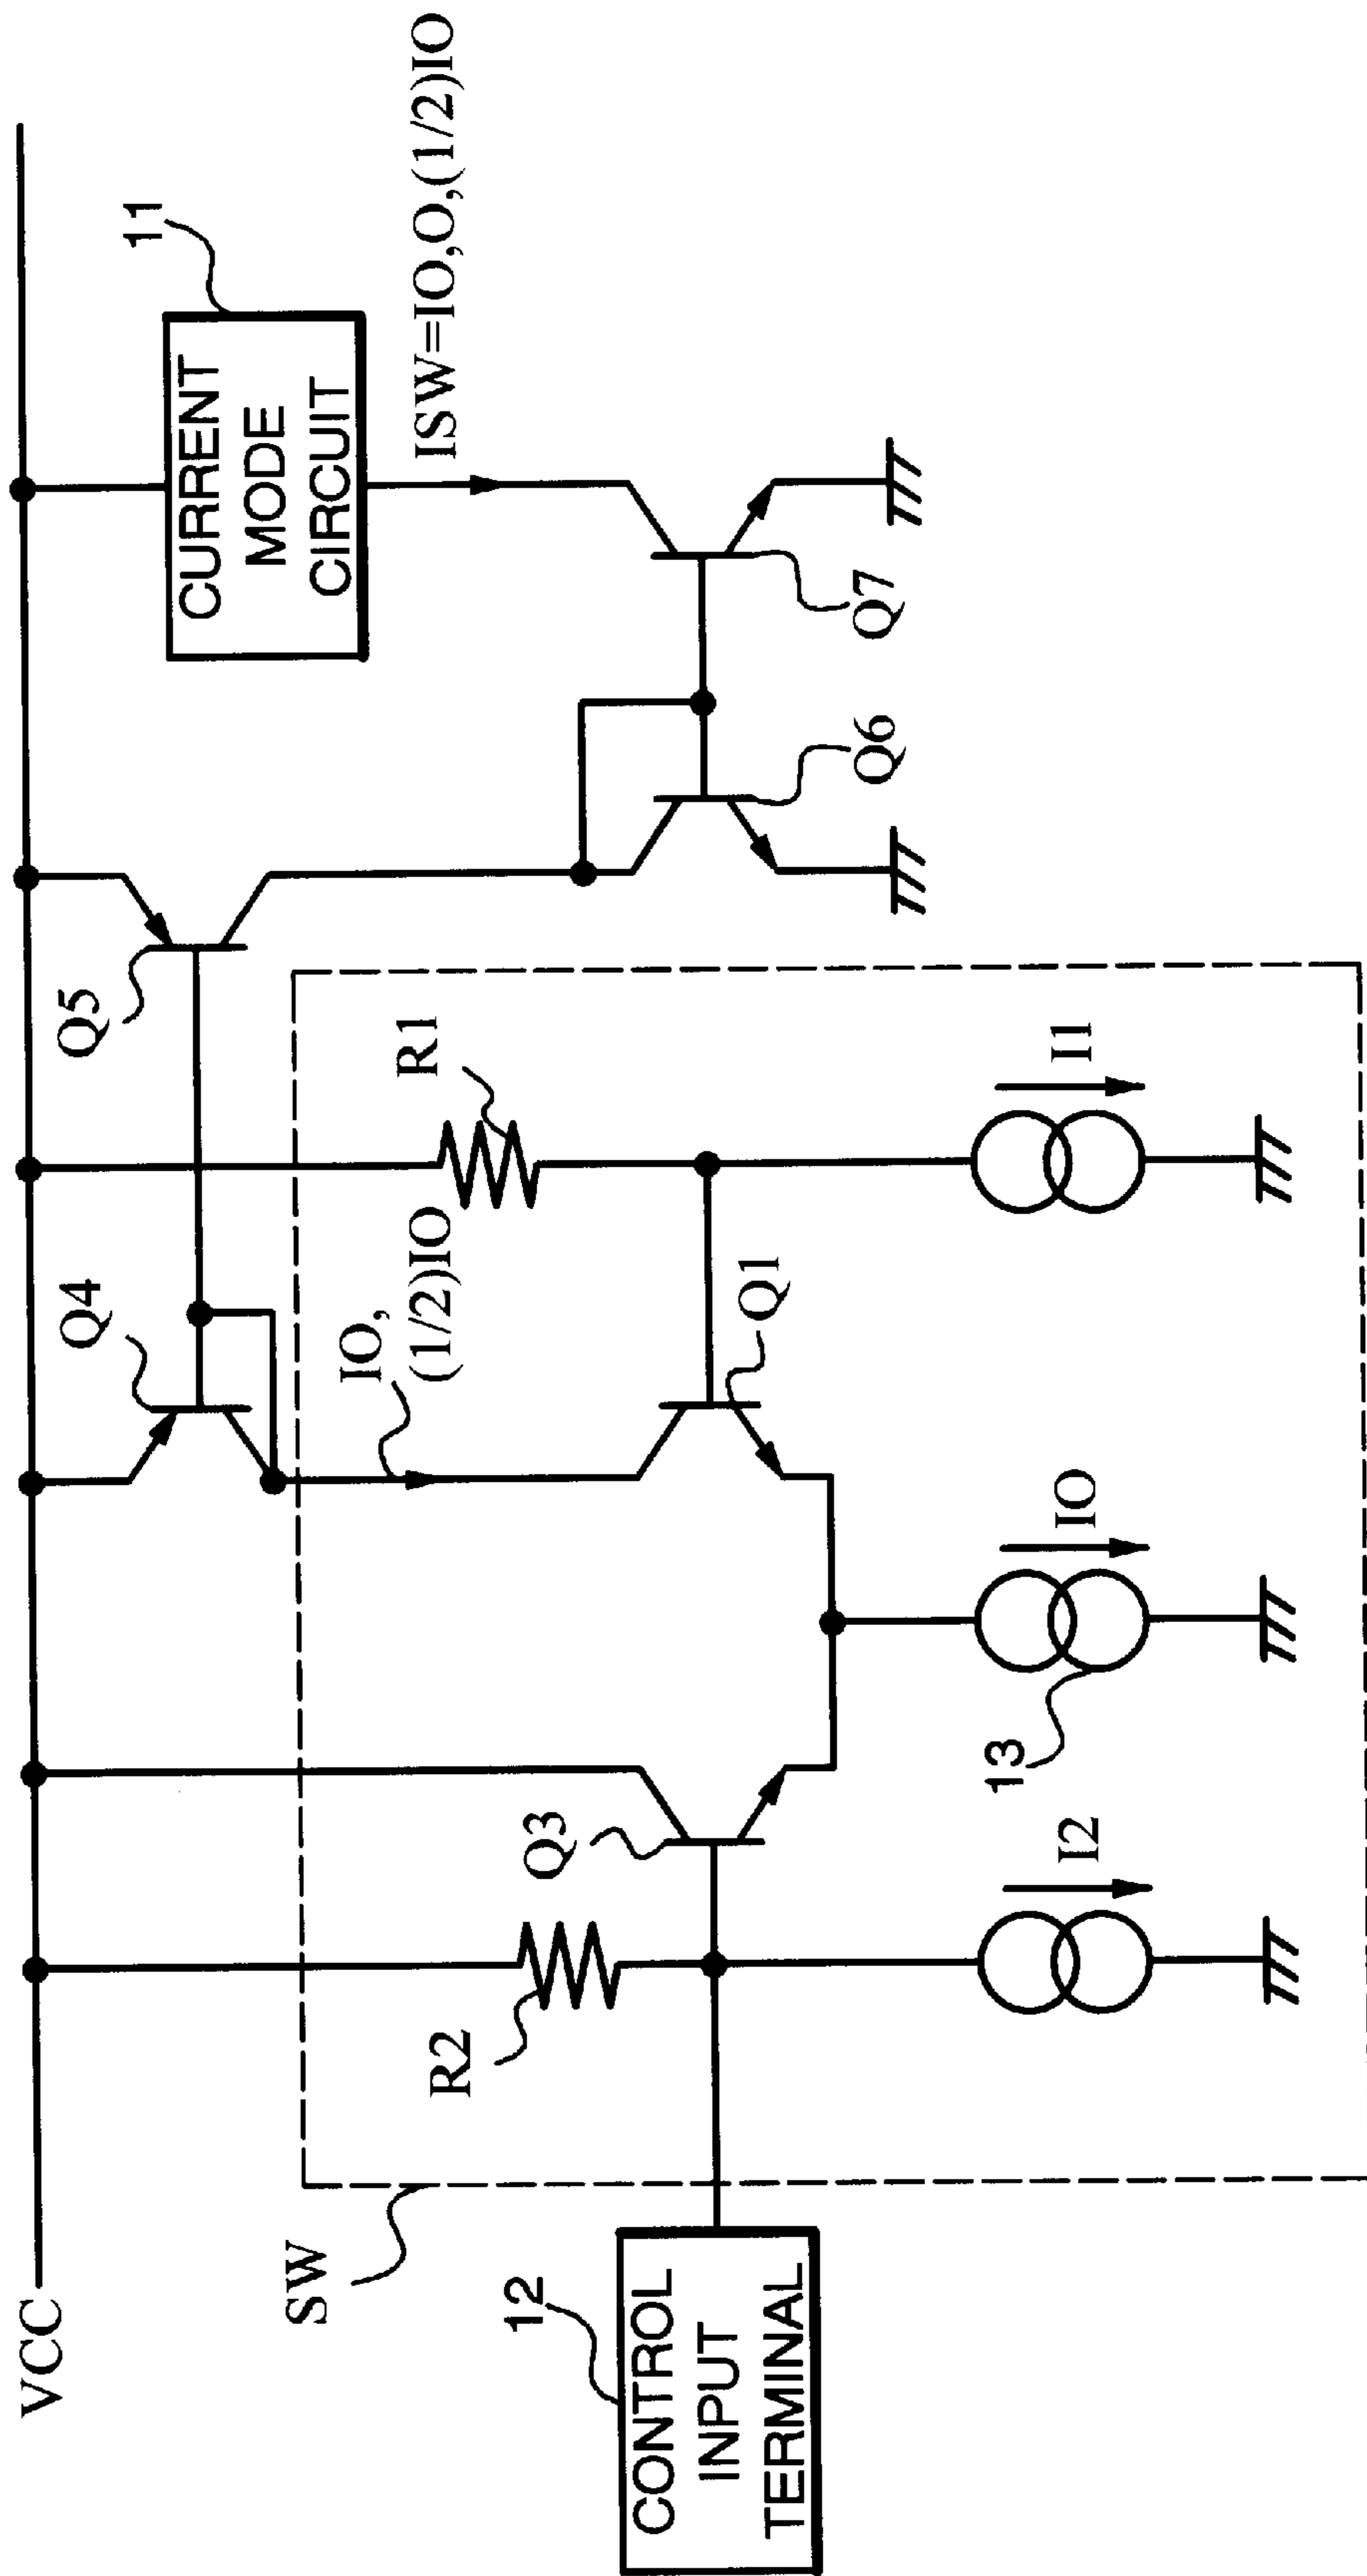 VCC
SW
12
CONTROL
INPUT
TERMINAL
R2
Q3
I2
13
IO
Q4
IO,
(1/2)IO
Q1
R1
I1
Q5
Q6
Q7
11
CURRENT
MODE
CIRCUIT
ISW=IO,O,(1/2)IO